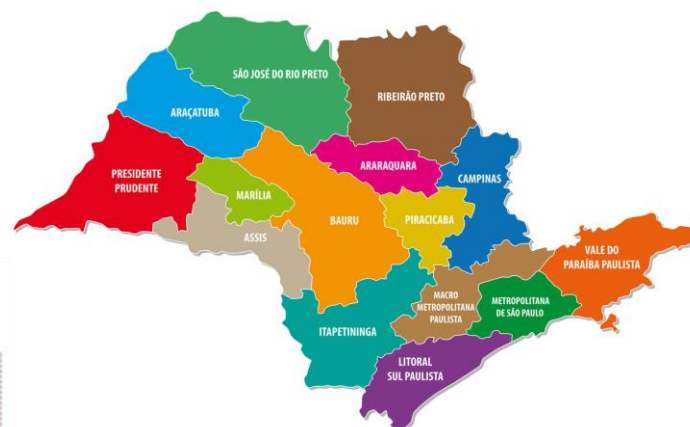 SÃO JOSÉ DO RIO PRETO
RIBEIRÃO PRETO
ARAÇATUBA
ARARAQUARA
PRESIDENTE
PRUDENTE
CAMPINAS
MARÍLIA
BAURU
PIRACICABA
ASSIS
VALE DO
PARAÍBA PAULISTA
MACRO
METROPOLITANA
PAULISTA
METROPOLITANA
DE SÃO PAULO
ITAPETININGA
LITORAL
SUL PAULISTA